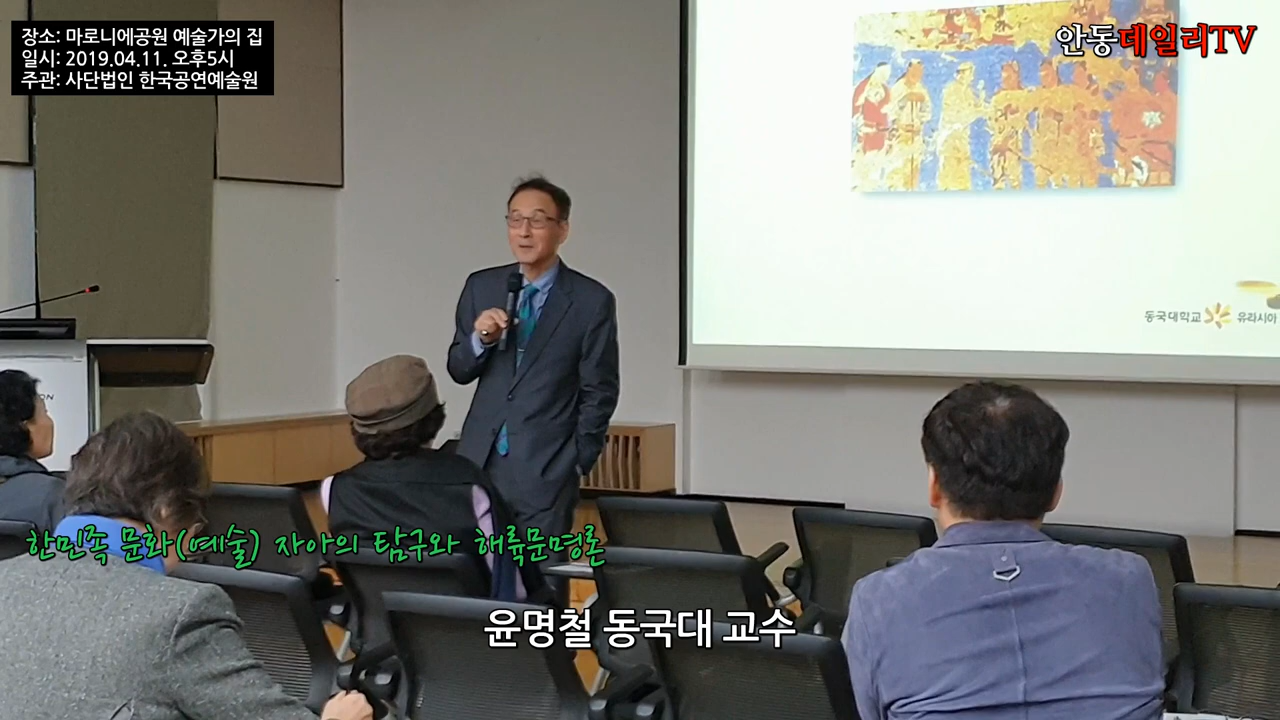 장소: 마로니에공원 예술가의 집
일시: 2019.04.11. 오후5시
주관: 사단법인 한국공연예술원
안동데일리TV
동국대학교 유라시아
ON
한민족 문화(예술) 자아의 탐구와 해륙문명론
윤명철 동국대 교수